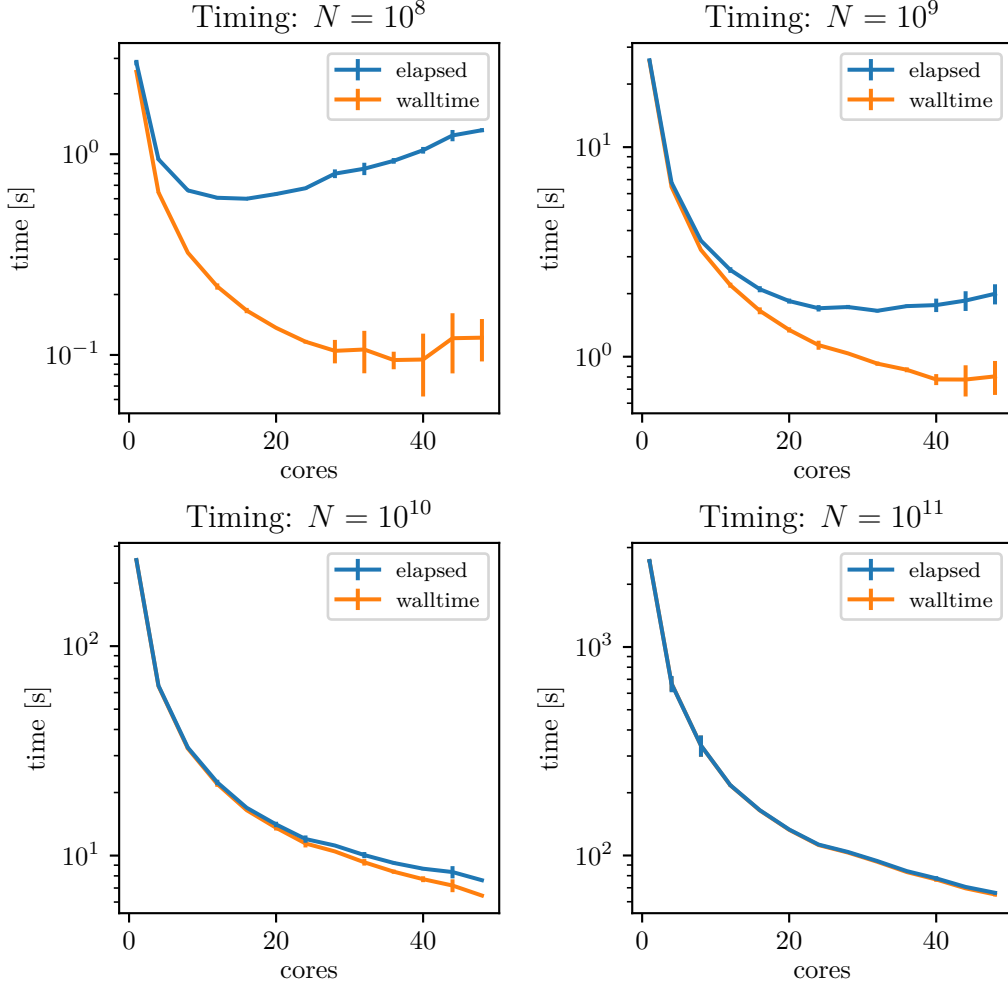 Timing: N = 10^8
elapsed
walltime
10^0
10^{-1}
time [s]
0 20 40
cores
Timing: N = 10^9
elapsed
walltime
10^1
10^0
time [s]
0 20 40
cores
Timing: N = 10^{10}
elapsed
walltime
10^2
10^1
time [s]
0 20 40
cores
Timing: N = 10^{11}
elapsed
walltime
10^3
10^2
time [s]
0 20 40
cores